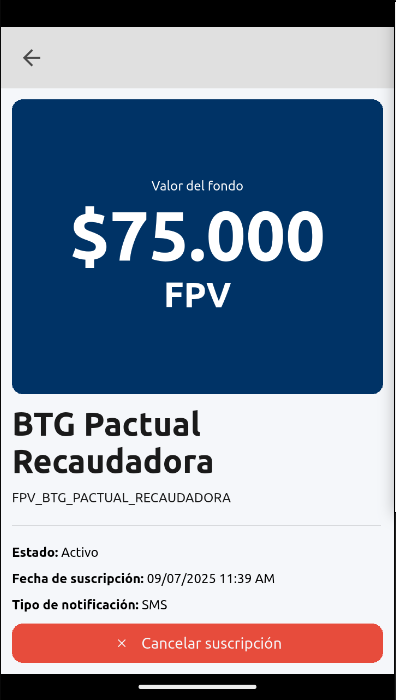 Valor del fondo
$75.000
FPV
BTG Pactual
Recaudadora
FPV_BTG_PACTUAL_RECAUDADORA
Estado: Activo
Fecha de suscripción: 09/07/2025 11:39 AM
Tipo de notificación: SMS
× Cancelar suscripción